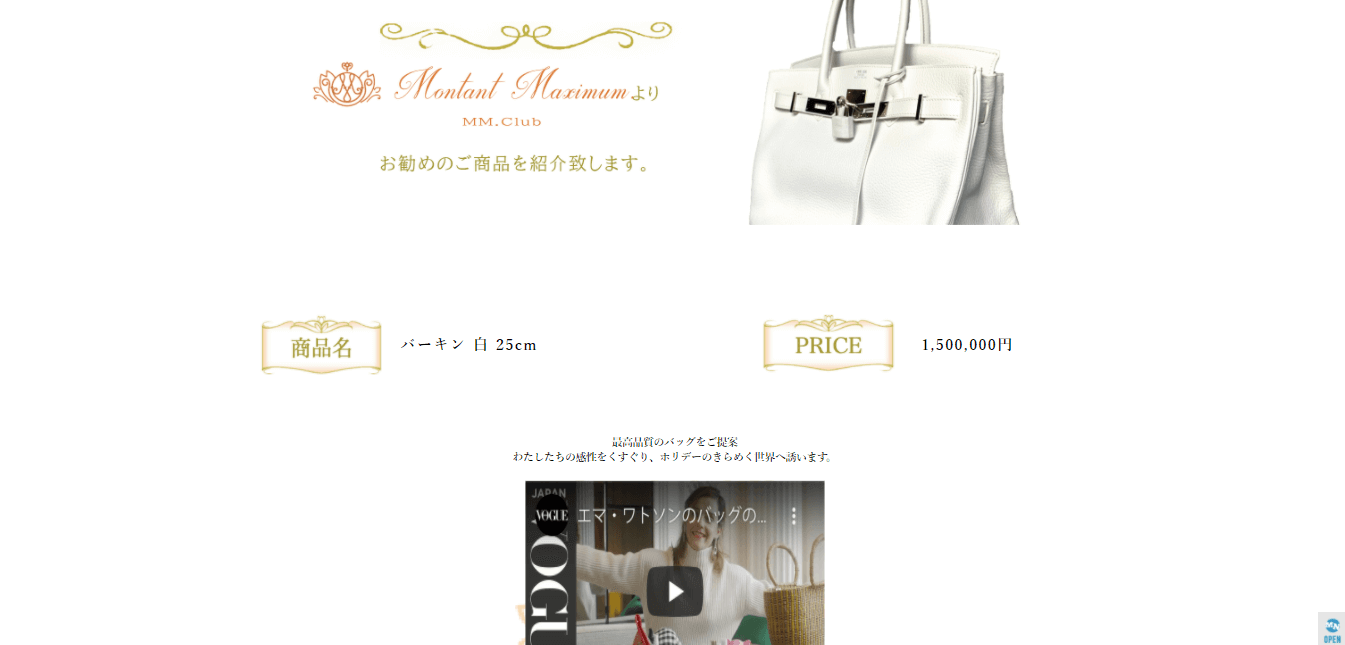 Montant Maximumより
MM.Club
お勧めのご商品を紹介致します。
商品名
バーキン 白 25cm
PRICE
1,500,000円
最高品質のバッグをご提案
わたしたちの感性をくすぐり、ホリデーのきらめく世界へ誘います。
JAPAN
VOGUE
エマ・ワトソンのバッグの...
OGU
OPEN